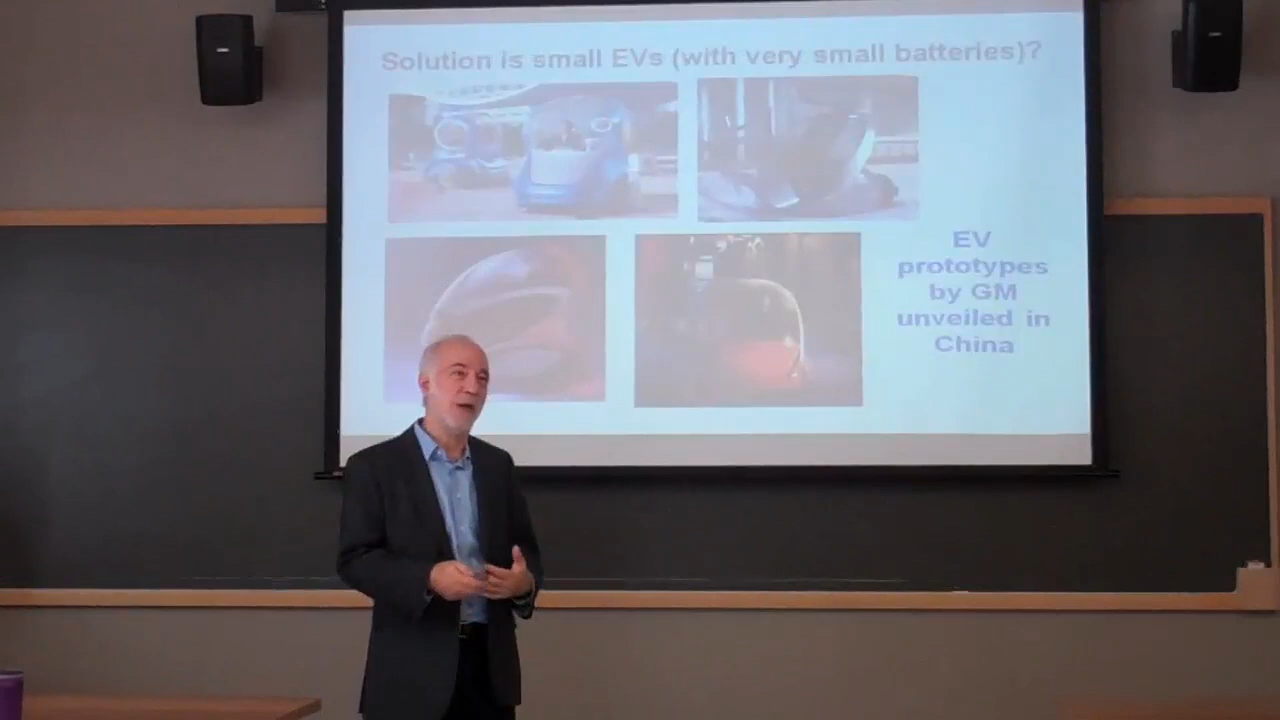 Solution is small EVs (with very small batteries)?
EV
prototypes
by GM
unveiled in
China